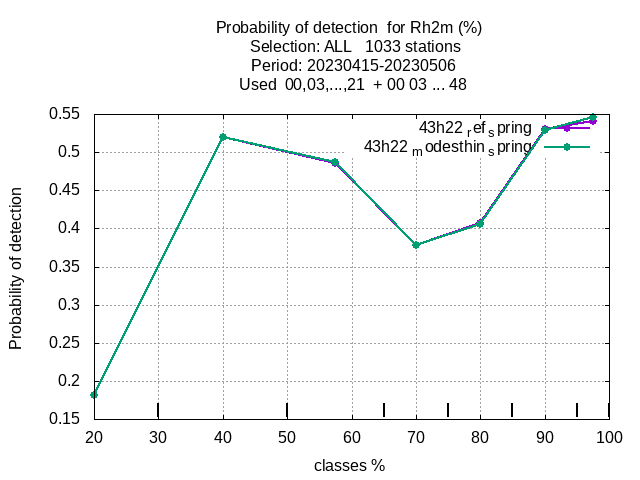 Probability of detection  for Rh2m (%)
Selection: ALL   1033 stations
Period: 20230415-20230506
Used  00,03,...,21  + 00 03 ... 48
43h22 ref spring
43h22 modesthin spring
0.55
0.5
0.45
0.4
0.35
0.3
0.25
0.2
0.15
Probability of detection
20 30 40 50 60 70 80 90 100
classes %